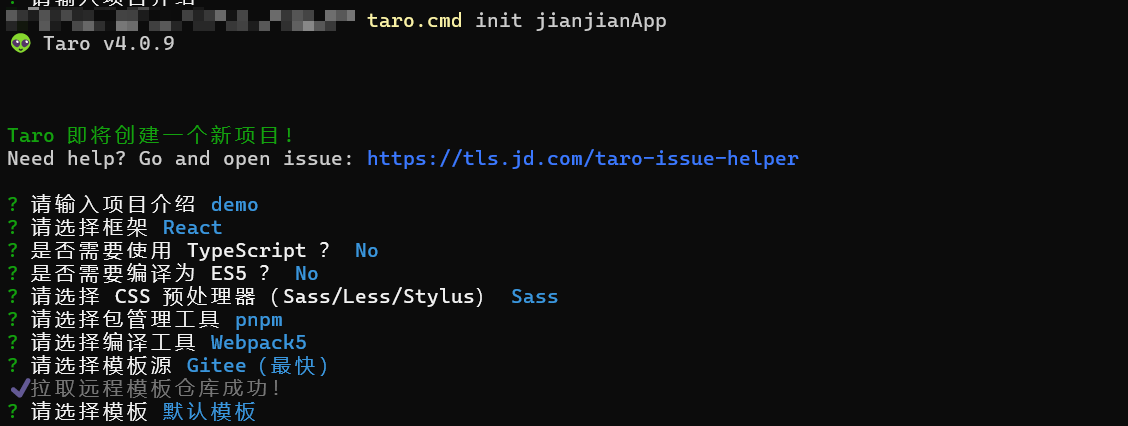 ? 请输入项目介绍
taro.cmd init jianjianApp
👽 Taro v4.0.9
Taro 即将创建一个新项目!
Need help? Go and open issue: https://tls.jd.com/taro-issue-helper
? 请输入项目介绍 demo
? 请选择框架 React
? 是否需要使用 TypeScript ? No
? 是否需要编译为 ES5 ? No
? 请选择 CSS 预处理器(Sass/Less/Stylus) Sass
? 请选择包管理工具 pnpm
? 请选择编译工具 Webpack5
? 请选择模板源 Gitee(最快)
✔拉取远程模板仓库成功!
? 请选择模板 默认模板